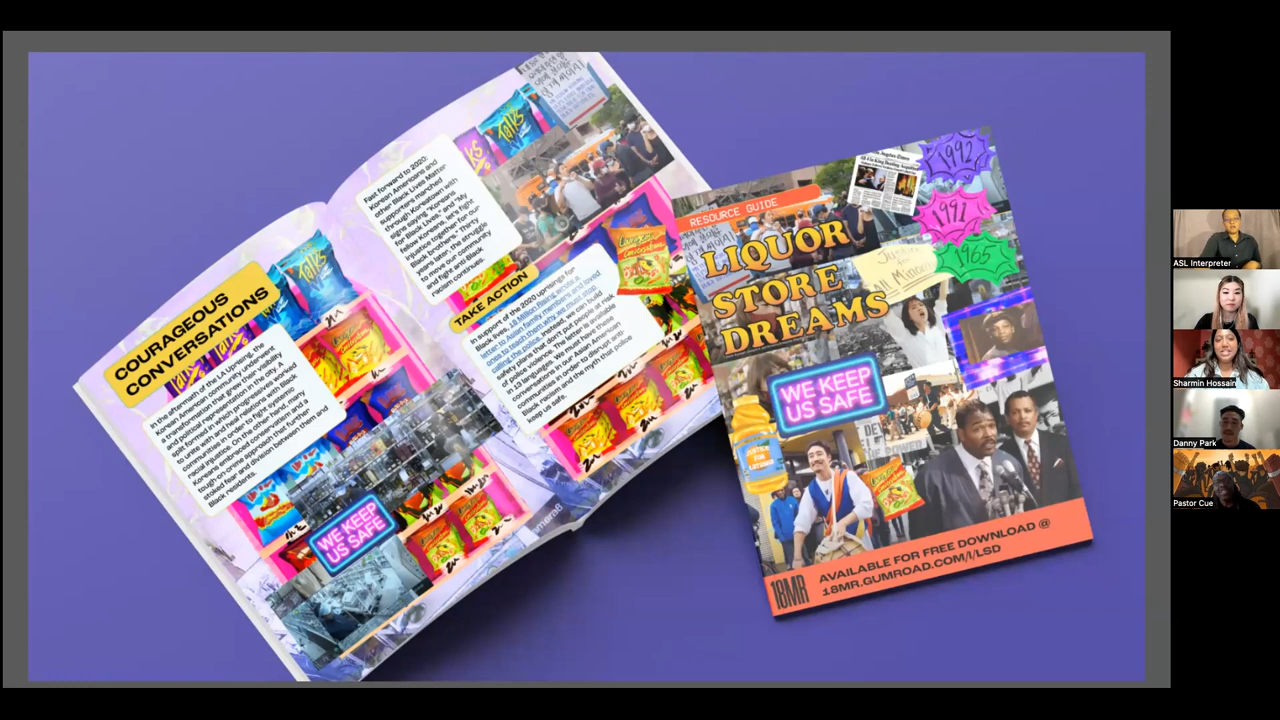 COURAGEOUS
CONVERSATIONS
In the aftermath of the LA Uprising, the
Korean American community underwent
a transformation that grew their visibility
and political representation in the city. A
split formed in which progressives worked
to unite with and heal relations with Black
communities in order to fight systemic
racial injustice. On the other hand, many
Koreans embraced conservatism and a
tough-on-crime approach that further
stoked fear and division between them and
Black residents.
WE KEEP
US SAFE
Fast forward to 2020:
Korean Americans and
other Black Lives Matter
supporters marched
through Koreatown with
signs saying "Koreans
for Black Lives," and "My
fellow Koreans, let's fight
injustice together for our
Black brothers." Thirty
years later, the struggle
to move our community
and fight anti-Black
racism continues.
TAKE ACTION
In support of the 2020 uprisings for
Black lives, 18 Million Rising wrote a
letter to Asian family members and loved
ones to teach them why we must stop
calling the police. Instead, we can build
safety plans that don't put people at risk
of police violence. The letter is available
in 13 languages. We must have these
conversations in our Asian American
communities in order to disrupt anti-
Black racism and the myth that police
keep us safe.
Talks
RESOURCE GUIDE
LIQUOR
STORE
DREAMS
1992
1991
1965
WE KEEP
US SAFE
JUSTICE
FOR
LATASHA
18MR
AVAILABLE FOR FREE DOWNLOAD @
18MR.GUMROAD.COM/L/LSD
ASL Interpreter
Sharmin Hossain
Danny Park
Pastor Cue